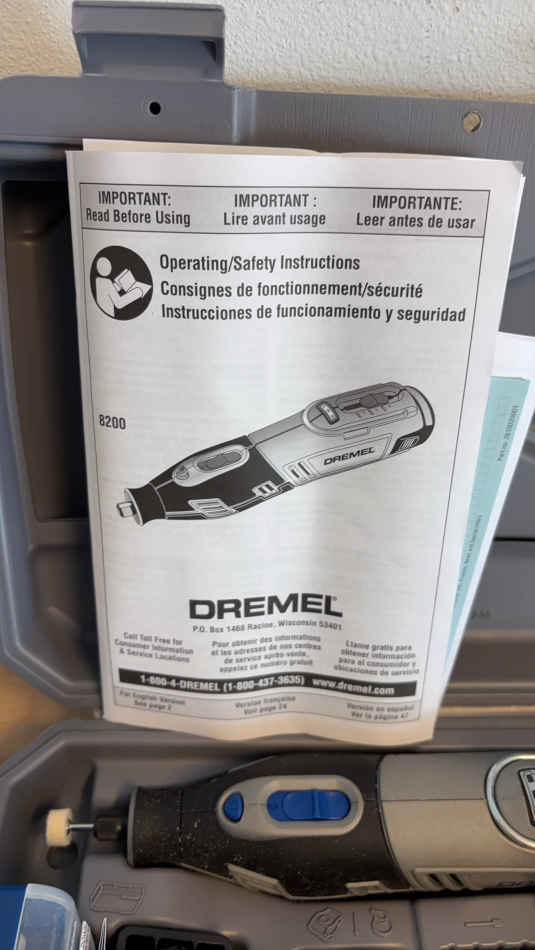 IMPORTANT:
Read Before Using
IMPORTANT :
Lire avant usage
IMPORTANTE:
Leer antes de usar
Operating/Safety Instructions
Consignes de fonctionnement/sécurité
Instrucciones de funcionamiento y seguridad
8200
DREMEL
DREMEL
P.O. Box 1468 Racine, Wisconsin 53401
Call Toll Free for
Consumer Information
& Service Locations
Pour obtenir des informations
et les adresses de nos centres
de service après-vente,
appelez ce numéro gratuit
Llame gratis para
obtener información
para el consumidor y
ubicaciones de servicio
1-800-4-DREMEL (1-800-437-3635) www.dremel.com
For English Version
See page 2
Version française
Voir page 24
Versión en español
Ver la página 47